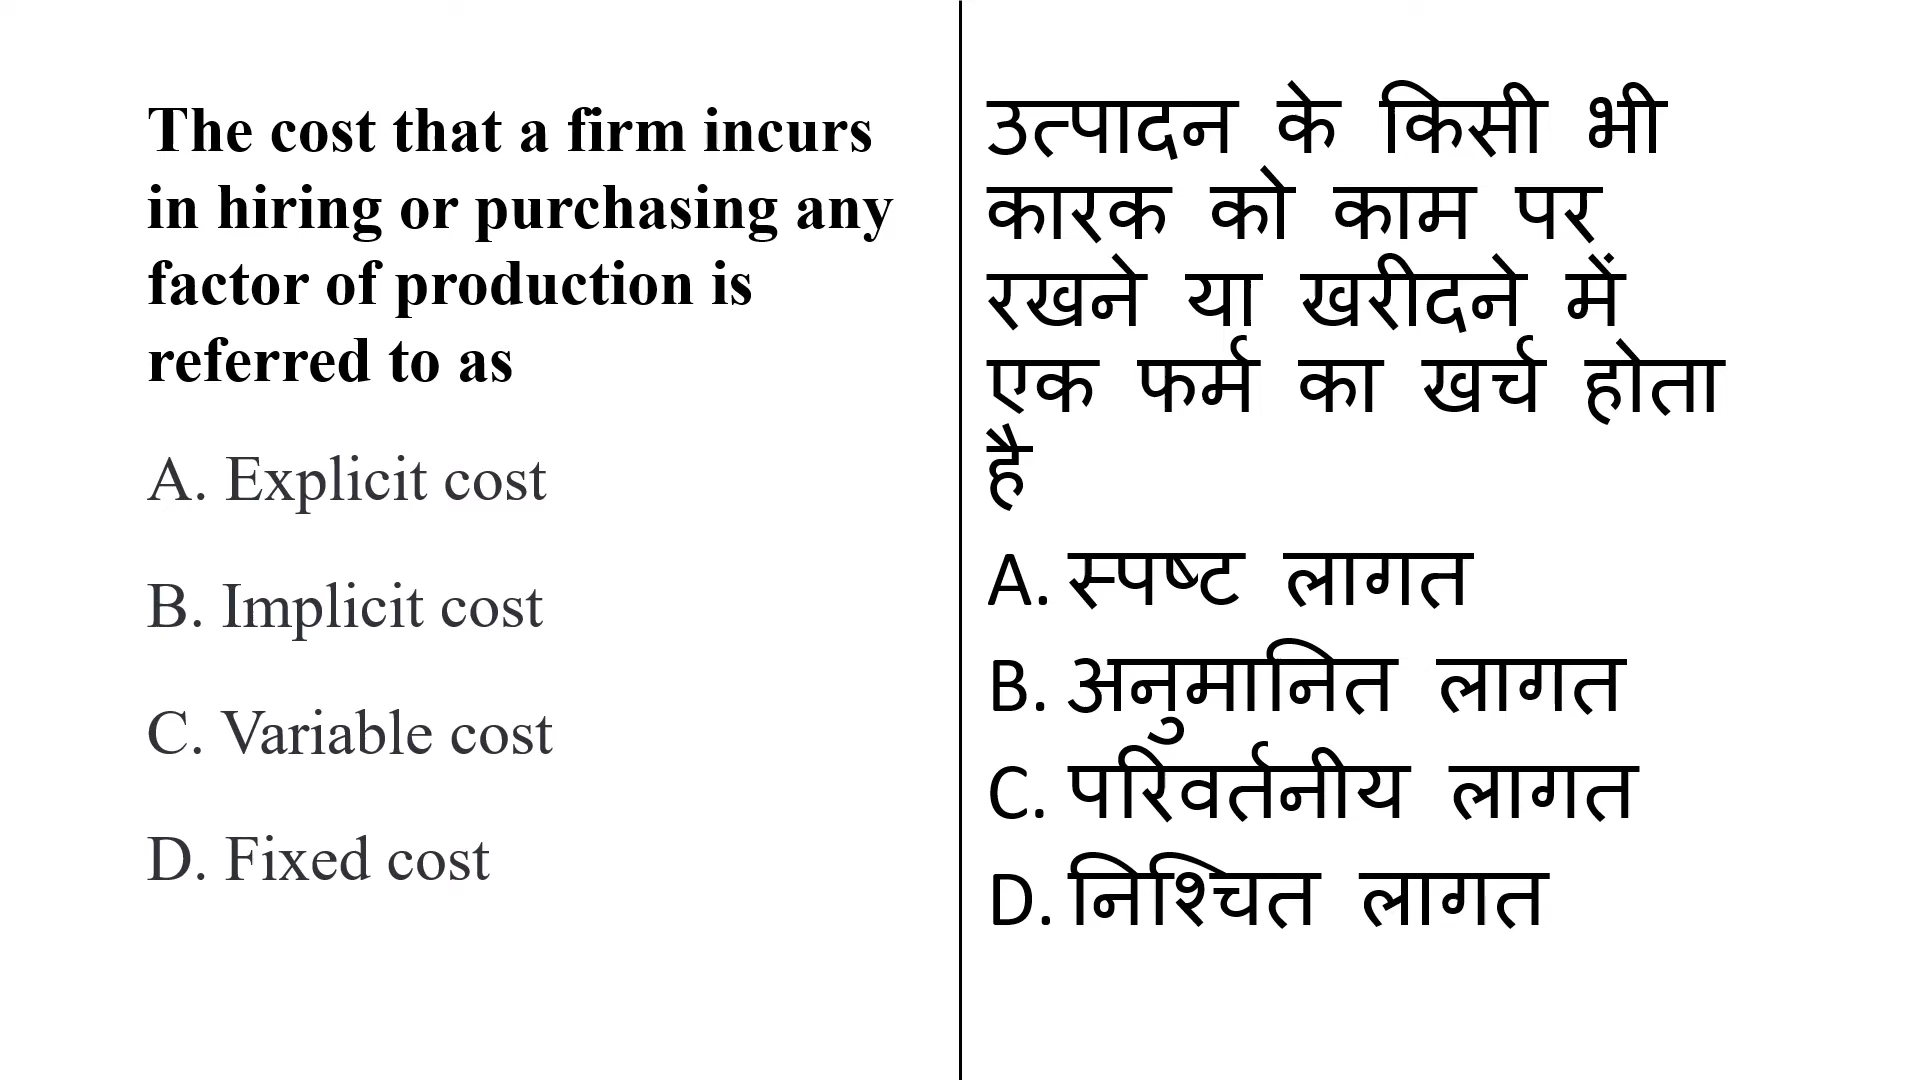 The cost that a firm incurs
in hiring or purchasing any
factor of production is
referred to as
A. Explicit cost
B. Implicit cost
C. Variable cost
D. Fixed cost
उत्पादन के किसी भी
कारक को काम पर
रखने या खरीदने में
एक फर्म का खर्च होता
है
A. स्पष्ट लागत
B. अनुमानित लागत
C. परिवर्तनीय लागत
D. निश्चित लागत